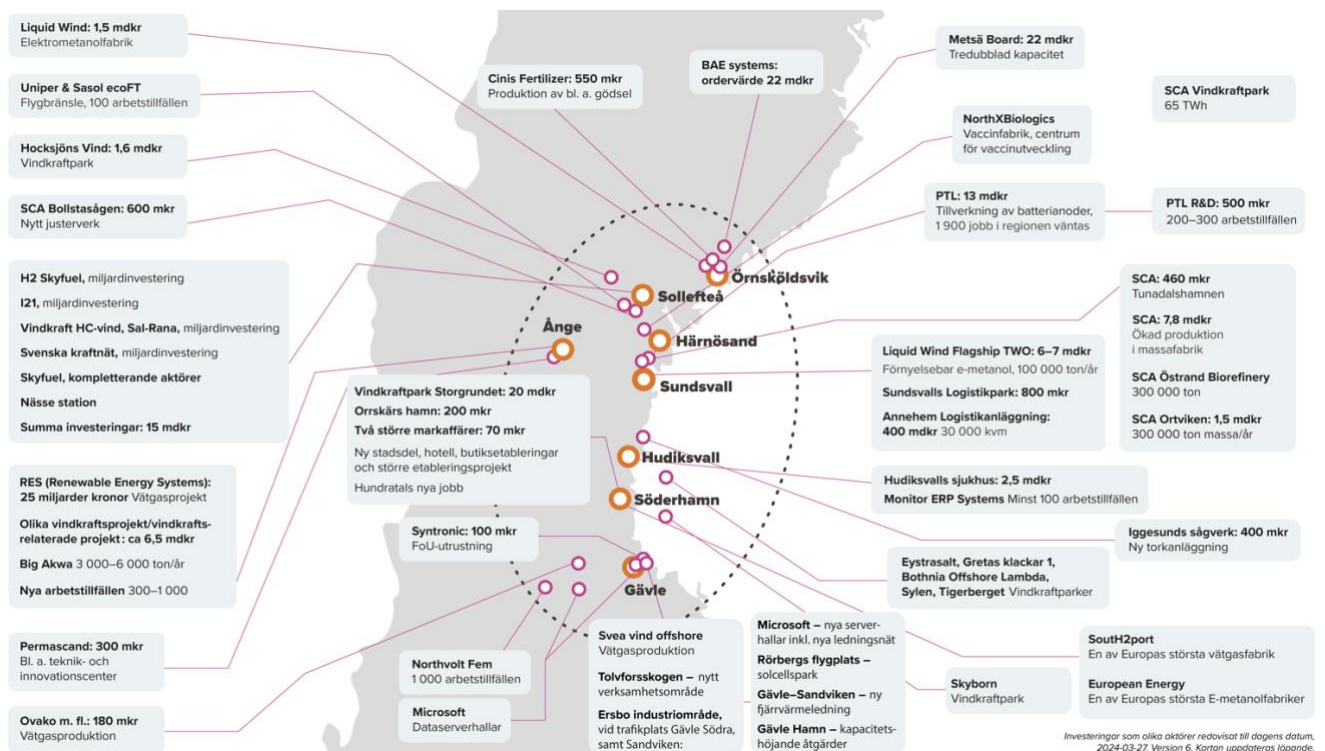 Liquid Wind: 1,5 mdkr
Elektrometanolfabrik
Uniper & Sasol ecoFT
Flygbränsle, 100 arbetstillfällen
Hocksjöns Vind: 1,6 mdkr
Vindkraftpark
SCA Bollstasågen: 600 mkr
Nytt justerverk
H2 Skyfuel, miljardinvestering
I21, miljardinvestering
Vindkraft HC-vind, Sal-Rana, miljardinvestering
Svenska kraftnät, miljardinvestering
Skyfuel, kompletterande aktörer
Nässe station
Summa investeringar: 15 mdkr
RES (Renewable Energy Systems):
25 miljarder kronor Vätgasprojekt
Olika vindkraftsprojekt/vindkrafts-
relaterade projekt: ca 6,5 mdkr
Big Akwa 3 000–6 000 ton/år
Nya arbetstillfällen 300–1 000
Permascand: 300 mkr
Bl. a. teknik- och
innovationscenter
Ovako m. fl.: 180 mkr
Vätgasproduktion
Cinis Fertilizer: 550 mkr
Produktion av bl. a. gödsel
BAE systems:
ordervärde 22 mdkr
Metsä Board: 22 mdkr
Tredubblad kapacitet
SCA Vindkraftpark
65 TWh
NorthXBiologics
Vaccinfabrik, centrum
för vaccinutveckling
PTL: 13 mdkr
Tillverkning av batterianoder,
1 900 jobb i regionen väntas
PTL R&D: 500 mkr
200–300 arbetstillfällen
Örnsköldsvik
Sollefteå
Ånge
Härnösand
Sundsvall
Hudiksvall
Söderhamn
Gävle
SCA: 460 mkr
Tunadalshamnen
SCA: 7,8 mdkr
Ökad produktion
i massafabrik
SCA Östrand Biorefinery
300 000 ton
SCA Ortviken: 1,5 mdkr
300 000 ton massa/år
Liquid Wind Flagship TWO: 6–7 mdkr
Förnyelsebar e-metanol, 100 000 ton/år
Sundsvalls Logistikpark: 800 mkr
Annehem Logistikanläggning:
400 mdkr 30 000 kvm
Vindkraftpark Storgrundet: 20 mdkr
Orrskärs hamn: 200 mkr
Två större markaffärer: 70 mkr
Ny stadsdel, hotell, butiksetableringar
och större etableringsprojekt
Hundratals nya jobb
Hudiksvalls sjukhus: 2,5 mdkr
Monitor ERP Systems Minst 100 arbetstillfällen
Iggesunds sågverk: 400 mkr
Ny torkanläggning
Syntronic: 100 mkr
FoU-utrustning
Eystrasalt, Gretas klackar 1,
Bothnia Offshore Lambda,
Sylen, Tigerberget Vindkraftparker
Northvolt Fem
1 000 arbetstillfällen
Microsoft
Dataserverhallar
Svea vind offshore
Vätgasproduktion
Tolvforsskogen – nytt
verksamhetsområde
Ersbo industriområde,
vid trafikplats Gävle Södra,
samt Sandviken:
Microsoft – nya server-
hallar inkl. nya ledningsnät
Rörbergs flygplats –
solcellspark
Gävle–Sandviken – ny
fjärrvärmeledning
Gävle Hamn – kapacitets-
höjande åtgärder
Skyborn
Vindkraftpark
SoutH2port
En av Europas största vätgasfabrik
European Energy
En av Europas största E-metanolfabriker
Investeringar som olika aktörer redovisat till dagens datum,
2024-03-27. Version 6. Kartan uppdateras löpande.